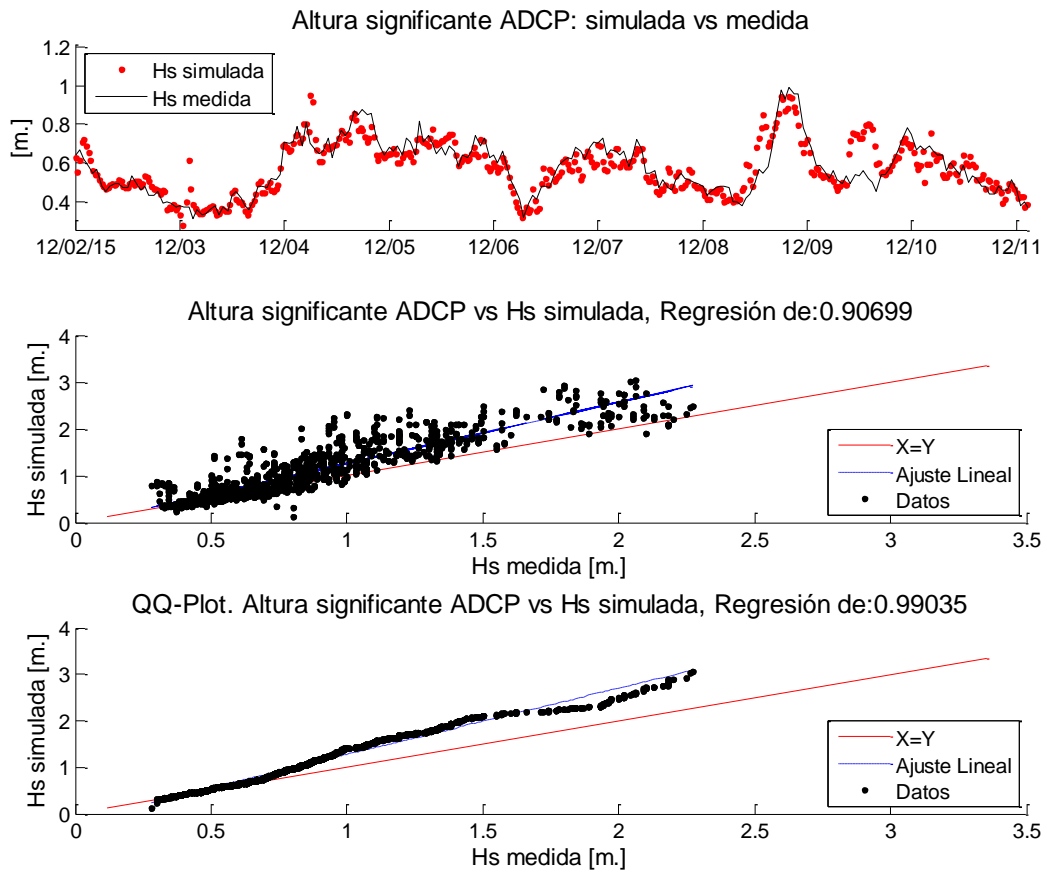 Altura significante ADCP: simulada vs medida
[m.]
1.2
1
0.8
0.6
0.4
Hs simulada
Hs medida
12/02/15 12/03 12/04 12/05 12/06 12/07 12/08 12/09 12/10 12/11
Altura significante ADCP vs Hs simulada, Regresión de:0.90699
Hs simulada [m.]
4
3
2
1
0
X=Y
Ajuste Lineal
Datos
0 0.5 1 1.5 2 2.5 3 3.5
Hs medida [m.]
QQ-Plot. Altura significante ADCP vs Hs simulada, Regresión de:0.99035
Hs simulada [m.]
4
3
2
1
0
X=Y
Ajuste Lineal
Datos
0 0.5 1 1.5 2 2.5 3 3.5
Hs medida [m.]